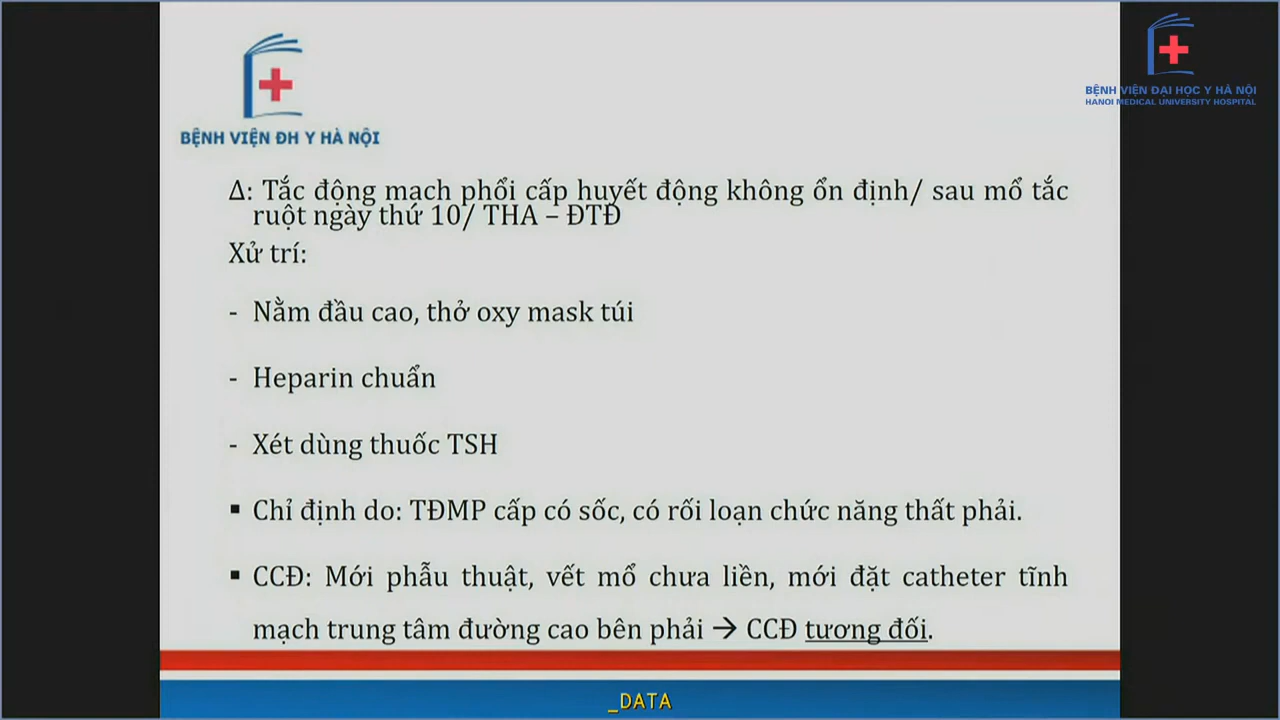 BỆNH VIỆN ĐH Y HÀ NỘI
BỆNH VIỆN ĐẠI HỌC Y HÀ NỘI
HANOI MEDICAL UNIVERSITY HOSPITAL
Δ: Tắc động mạch phổi cấp huyết động không ổn định/ sau mổ tắc
ruột ngày thứ 10/ THA – ĐTĐ
Xử trí:
- Nằm đầu cao, thở oxy mask túi
- Heparin chuẩn
- Xét dùng thuốc TSH
▪ Chỉ định do: TĐMP cấp có sốc, có rối loạn chức năng thất phải.
▪ CCĐ: Mới phẫu thuật, vết mổ chưa liền, mới đặt catheter tĩnh
mạch trung tâm đường cao bên phải → CCĐ tương đối.
_DATA